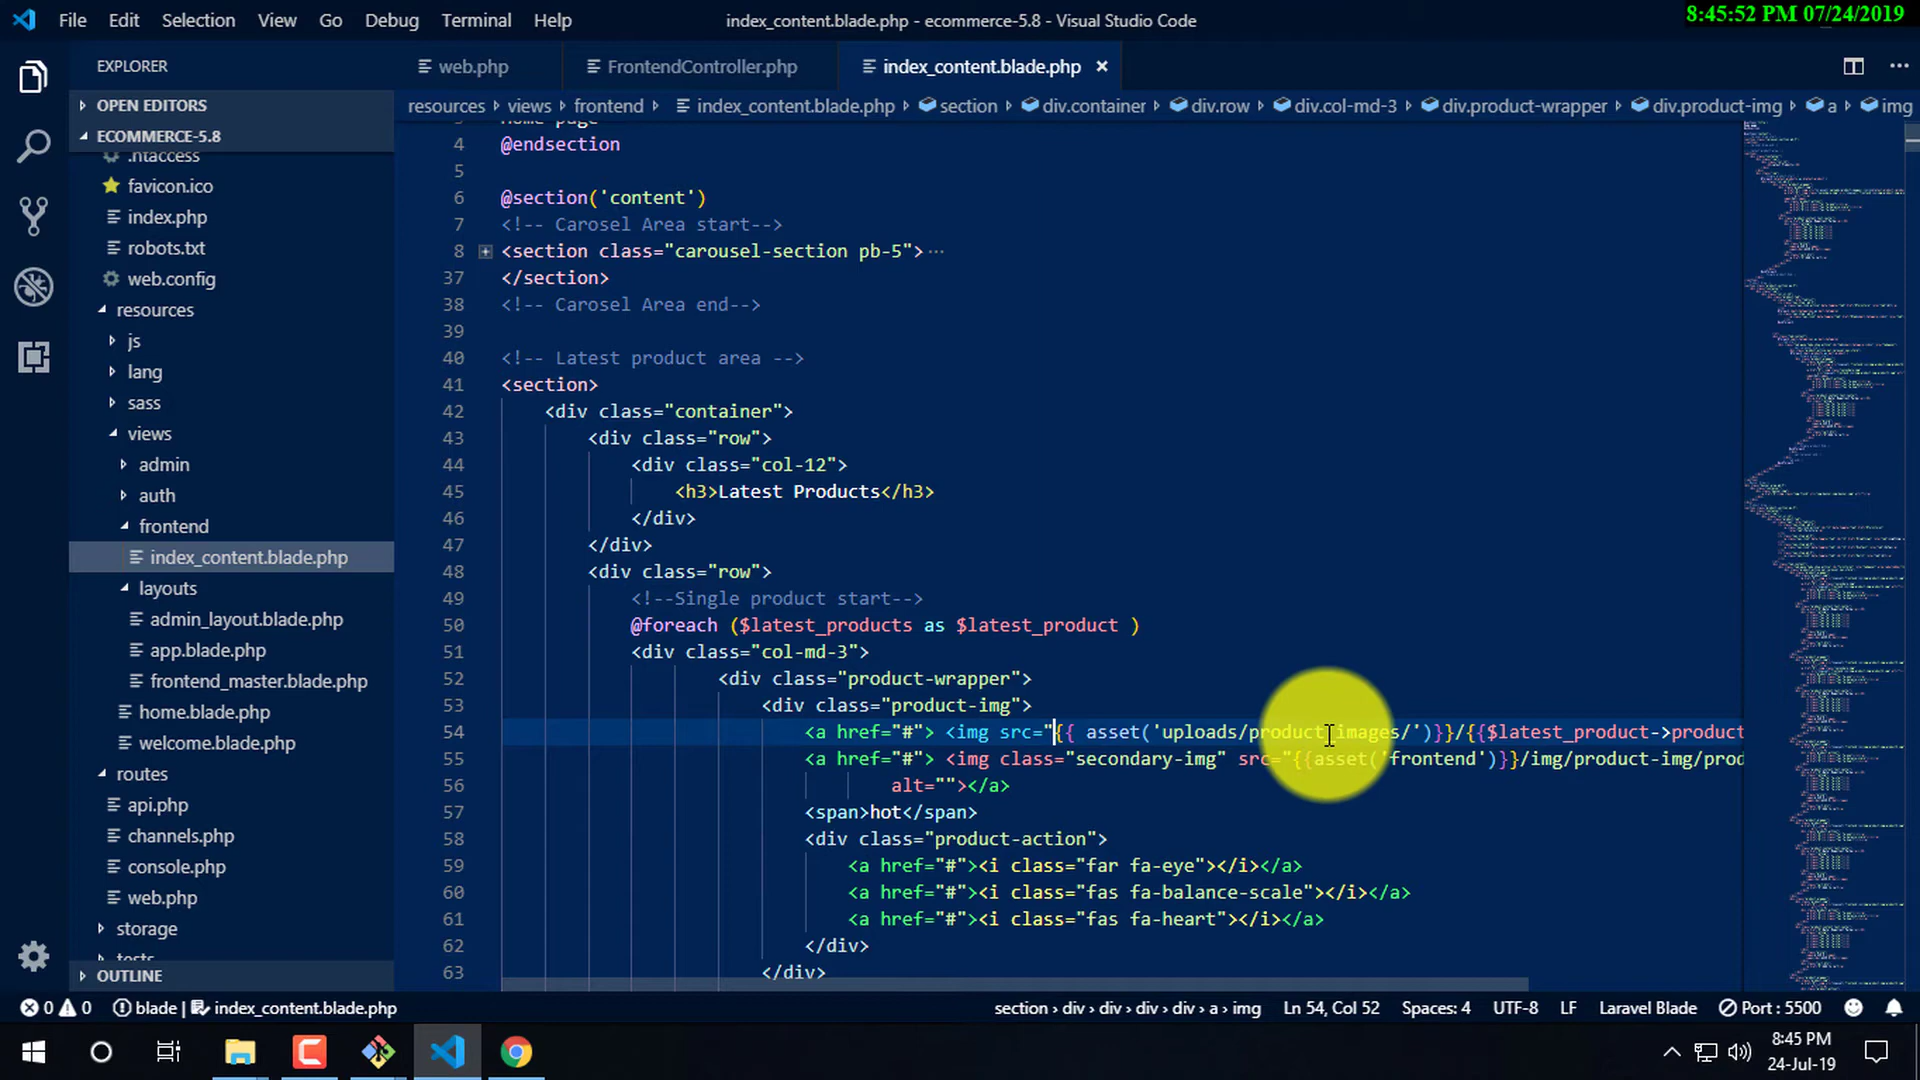 File Edit Selection View Go Debug Terminal Help
index_content.blade.php - ecommerce-5.8 - Visual Studio Code
8:45:52 PM 07/24/2019
EXPLORER
web.php
FrontendController.php
index_content.blade.php ×
OPEN EDITORS
ECOMMERCE-5.8
.htaccess
favicon.ico
index.php
robots.txt
web.config
resources
js
lang
sass
views
admin
auth
frontend
index_content.blade.php
layouts
admin_layout.blade.php
app.blade.php
frontend_master.blade.php
home.blade.php
welcome.blade.php
routes
api.php
channels.php
console.php
web.php
storage
tests
OUTLINE
resources › views › frontend › index_content.blade.php › section › div.container › div.row › div.col-md-3 › div.product-wrapper › div.product-img › a › img
3 Home page
4 @endsection
5
6 @section('content')
7 <!-- Carosel Area start-->
8 <section class="carousel-section pb-5"> ···
37 </section>
38 <!-- Carosel Area end-->
39
40 <!-- Latest product area -->
41 <section>
42 <div class="container">
43 <div class="row">
44 <div class="col-12">
45 <h3>Latest Products</h3>
46 </div>
47 </div>
48 <div class="row">
49 <!--Single product start-->
50 @foreach ($latest_products as $latest_product )
51 <div class="col-md-3">
52 <div class="product-wrapper">
53 <div class="product-img">
54 <a href="#"> <img src="{{ asset('uploads/product_images/')}}/{{$latest_product->product
55 <a href="#"> <img class="secondary-img" src="{{asset('frontend')}}/img/product-img/prod
56 alt=""></a>
57 <span>hot</span>
58 <div class="product-action">
59 <a href="#"><i class="far fa-eye"></i></a>
60 <a href="#"><i class="fas fa-balance-scale"></i></a>
61 <a href="#"><i class="fas fa-heart"></i></a>
62 </div>
63 </div>
0 0 blade | index_content.blade.php
section › div › div › div › div › a › img Ln 54, Col 52 Spaces: 4 UTF-8 LF Laravel Blade Port : 5500
8:45 PM
24-Jul-19